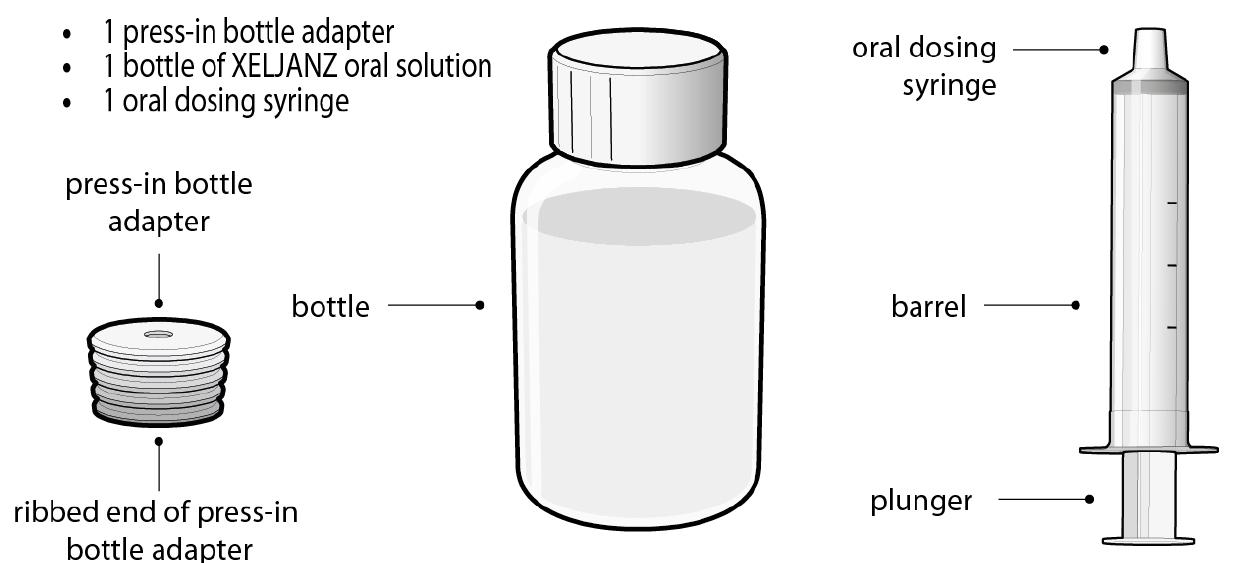 • 1 press-in bottle adapter
• 1 bottle of XELJANZ oral solution
• 1 oral dosing syringe
press-in bottle
adapter
ribbed end of press-in
bottle adapter
bottle
oral dosing
syringe
barrel
plunger